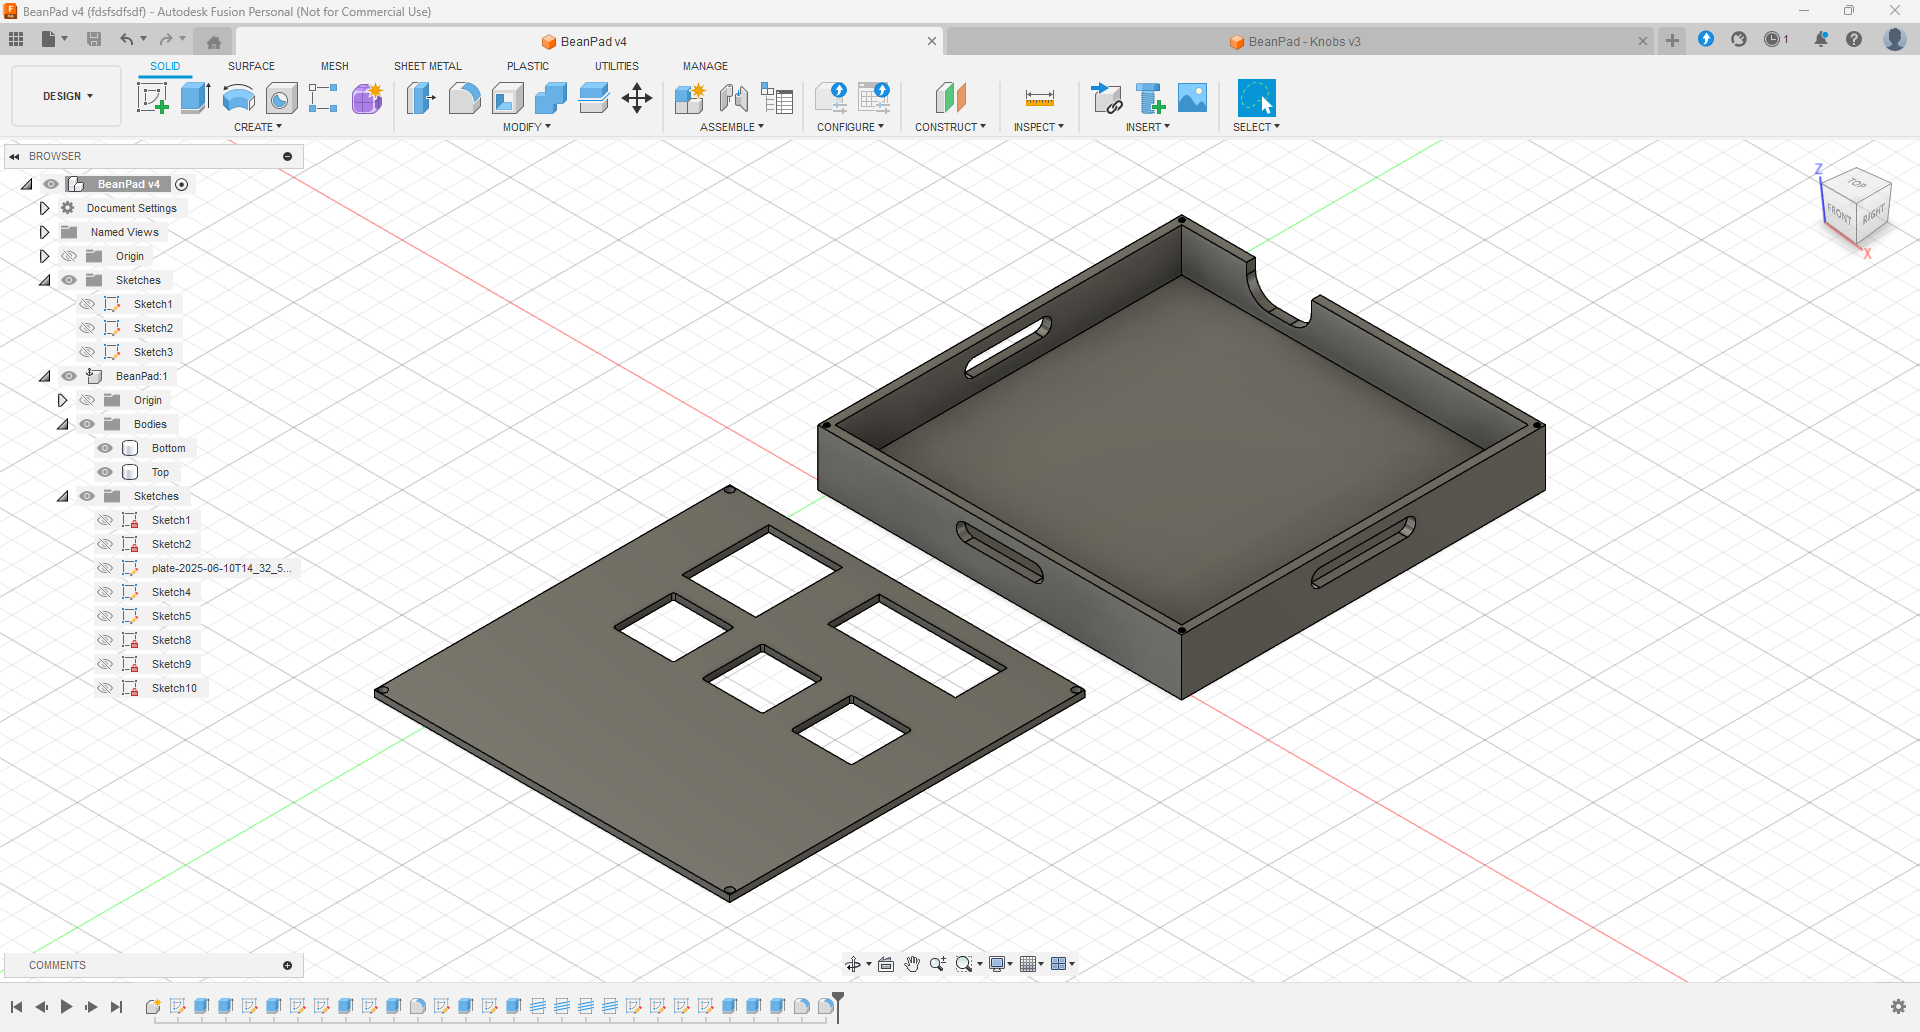 BeanPad v4 (fdsfsdfsdf) - Autodesk Fusion Personal (Not for Commercial Use)
BeanPad v4
BeanPad - Knobs v3
1
DESIGN
SOLID SURFACE MESH SHEET METAL PLASTIC UTILITIES MANAGE
CREATE MODIFY ASSEMBLE CONFIGURE CONSTRUCT INSPECT INSERT SELECT
BROWSER
BeanPad v4
Document Settings
Named Views
Origin
Sketches
Sketch1
Sketch2
Sketch3
BeanPad:1
Origin
Bodies
Bottom
Top
Sketches
Sketch1
Sketch2
plate-2025-06-10T14_32_5...
Sketch4
Sketch5
Sketch8
Sketch9
Sketch10
Z
TOP
FRONT
RIGHT
X
COMMENTS